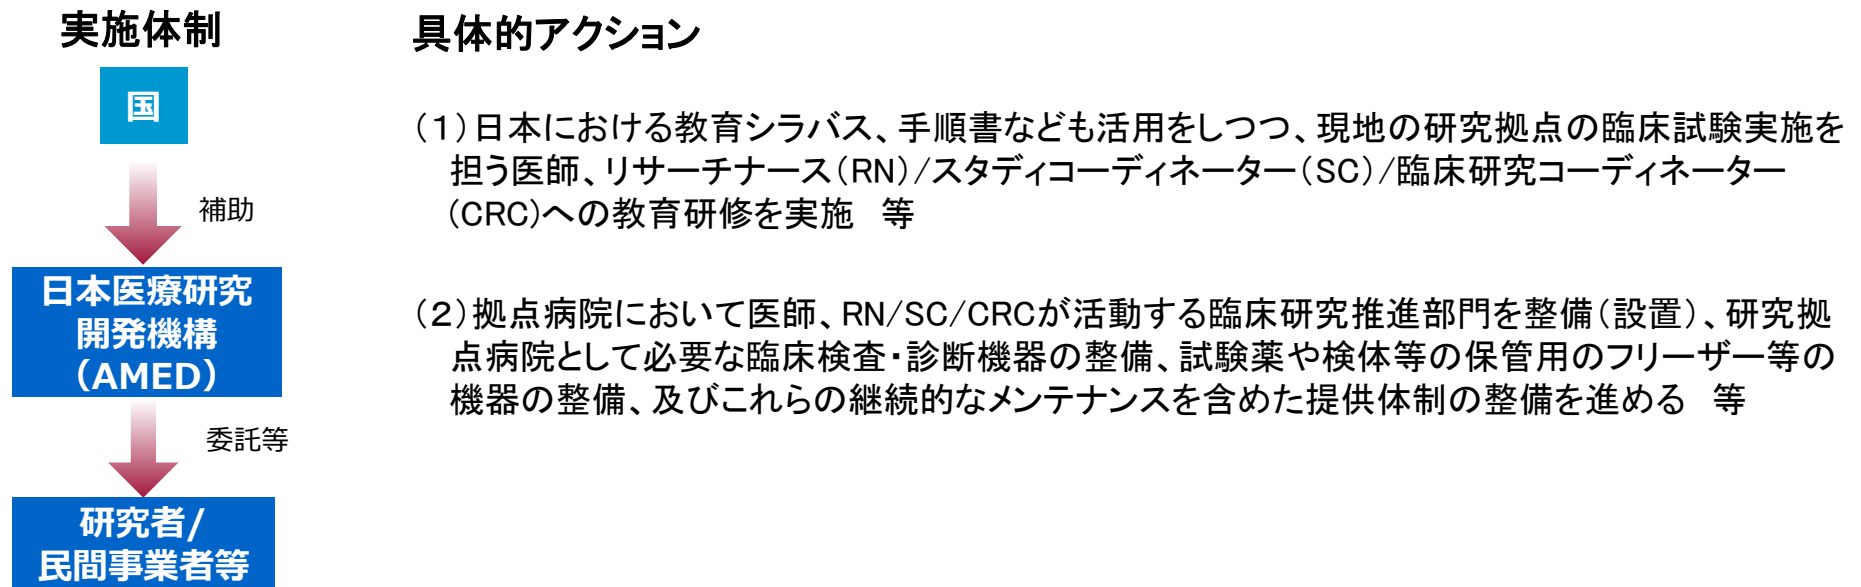 実施体制
国
補助
日本医療研究
開発機構
（AMED）
委託等
研究者/
民間事業者等
具体的アクション
（１）日本における教育シラバス、手順書なども活用をしつつ、現地の研究拠点の臨床試験実施を
担う医師、リサーチナース（RN）/スタディコーディネーター（SC）/臨床研究コーディネーター
(CRC)への教育研修を実施　等
（２）拠点病院において医師、RN/SC/CRCが活動する臨床研究推進部門を整備（設置）、研究拠
点病院として必要な臨床検査・診断機器の整備、試験薬や検体等の保管用のフリーザー等の
機器の整備、及びこれらの継続的なメンテナンスを含めた提供体制の整備を進める　等